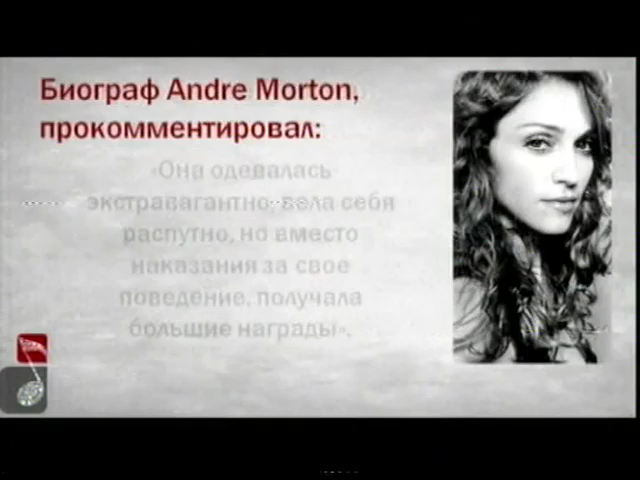 Биограф Andre Morton,
прокомментировал:
«Она одевалась
экстравагантно, вела себя
распутно, но вместо
наказания за свое
поведение, получала
большие награды».